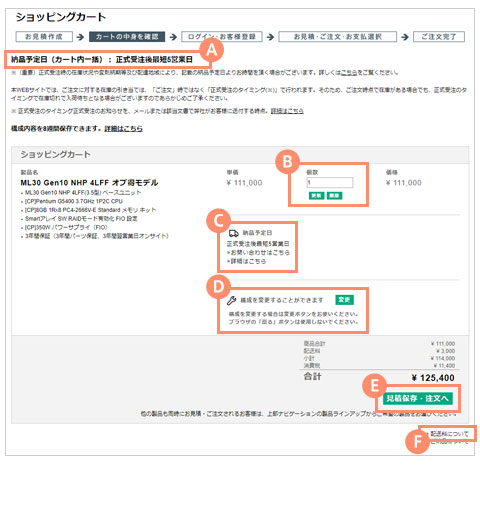 ショッピングカート
お見積作成 → カートの中身を確認 → ログイン・お客様登録 → お見積・ご注文・お支払選択 → ご注文完了
A
納品予定日（カート内一括）： 正式受注後最短5営業日
※（重要）正式受注時の在庫状況や変則納期等及び配達地域により、記載の納品予定日よりお時間を頂く場合がございます。詳しくはこちらをご覧ください。
本WEBサイトでは、ご注文に対する在庫の引き当ては、「ご注文」時ではなく「正式受注のタイミング(※)」で行われます。そのため、ご注文時点で在庫がある場合でも、正式受注のタ
イミングで在庫切れで入荷待ちとなる場合がございますのであらかじめご了承ください。
※ 正式受注のタイミング:正式受注のお知らせを、メールまたは該当文書で弊社がお客様に送付する時点。詳細はこちら
構成内容を8週間保存できます。詳細はこちら
ショッピングカート
B
製品名 単価 個数 価格
ML30 Gen10 NHP 4LFF オプ得モデル ¥ 111,000 1 ¥ 111,000
• ML30 Gen10 NHP 4LFF(3.5型) ベースユニット
更新 削除
• [CP]Pentium G5400 3.7GHz 1P2C CPU
• [CP]8GB 1Rx8 PC4-2666V-E Standard メモリ キット
• Smartアレイ SW RAIDモード有効化 FIO 設定
• [CP]350W パワーサプライ（FIO）
• 3年間保証（3年間パーツ保証、3年間翌営業日オンサイト）
C
納品予定日
正式受注後最短5営業日
»お問い合わせはこちら
»詳細はこちら
D
構成を変更することができます 変更
構成を変更する場合は変更ボタンをお使いください。
ブラウザの「戻る」ボタンは使用しないでください。
商品合計 ¥ 111,000
配送料 ¥ 3,000
小計 ¥ 114,000
消費税 ¥ 11,400
合計 ¥ 125,400
E
見積保存・注文へ
他の製品も同時にお見積・ご注文されるお客様は、上部ナビゲーションの製品ラインアップからご希望の製品をお選びください。
F
配送料について